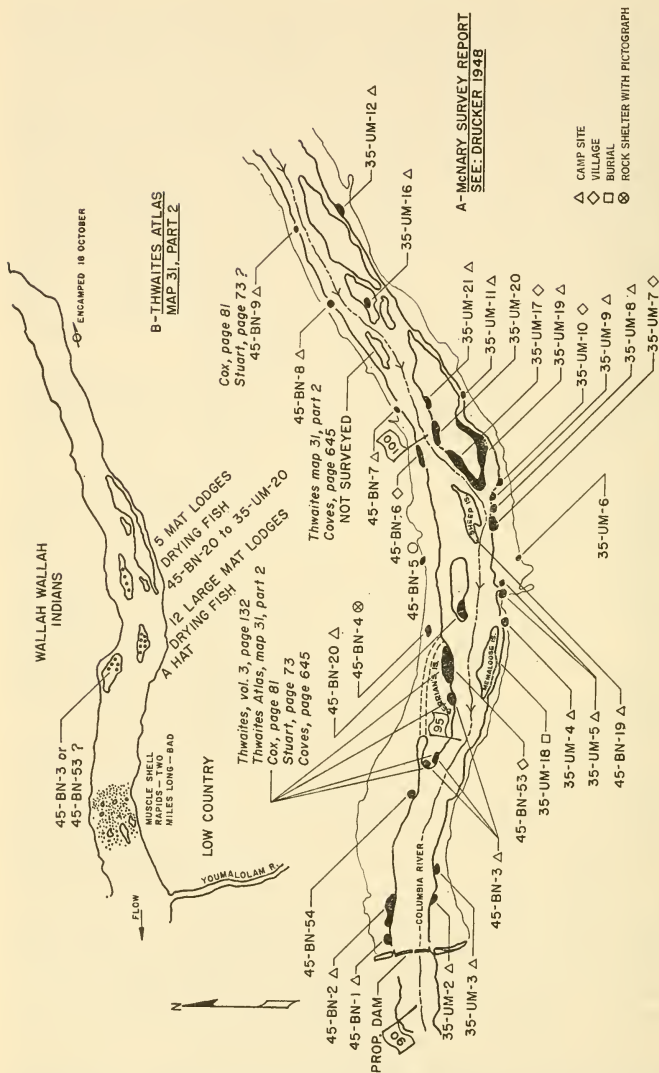 WALLAH WALLAH
INDIANS
45-BN-3 or
45-BN-53 ?
ENCAMPED 18 OCTOBER
B-THWAITES ATLAS
MAP 31, PART 2
MUSCLE SHELL
RAPIDS — TWO
MILES LONG — BAD
5 MAT LODGES
DRYING FISH
45-BN-20 to 35-UM-20
12 LARGE MAT LODGES
DRYING FISH
A HAT
LOW COUNTRY
FLOW
YOUMALOLAM R.
N
Thwaites, vol. 3, page 132
Thwaites Atlas, map 31, part 2
Cox, page 81
Stuart, page 73
Coves, page 645
Cox, page 81
Stuart, page 73 ?
45-BN-9 △
45-BN-8 △
Thwaites map 31, part 2
Coves, page 645
NOT SURVEYED
45-BN-7 △
100
45-BN-6 ◇
45-BN-5 ○
45-BN-4 ⊗
45-BN-20 △
45-BN-54
45-BN-2 △
45-BN-1 △
PROP. DAM
90
95
COLUMBIA RIVER
SHEEP IS.
MEMALOOSE IS.
35-UM-12 △
35-UM-16 △
35-UM-21 △
35-UM-11 △
35-UM-20
35-UM-17 ◇
35-UM-19 △
35-UM-10 ◇
35-UM-9 △
35-UM-8 △
35-UM-7 ◇
35-UM-6
45-BN-19 △
35-UM-5 △
35-UM-4 △
35-UM-18 □
45-BN-53 ◇
45-BN-3 △
35-UM-3 △
35-UM-2 △
A-McNARY SURVEY REPORT
SEE: DRUCKER 1948
△ CAMP SITE
◇ VILLAGE
□ BURIAL
⊗ ROCK SHELTER WITH PICTOGRAPH